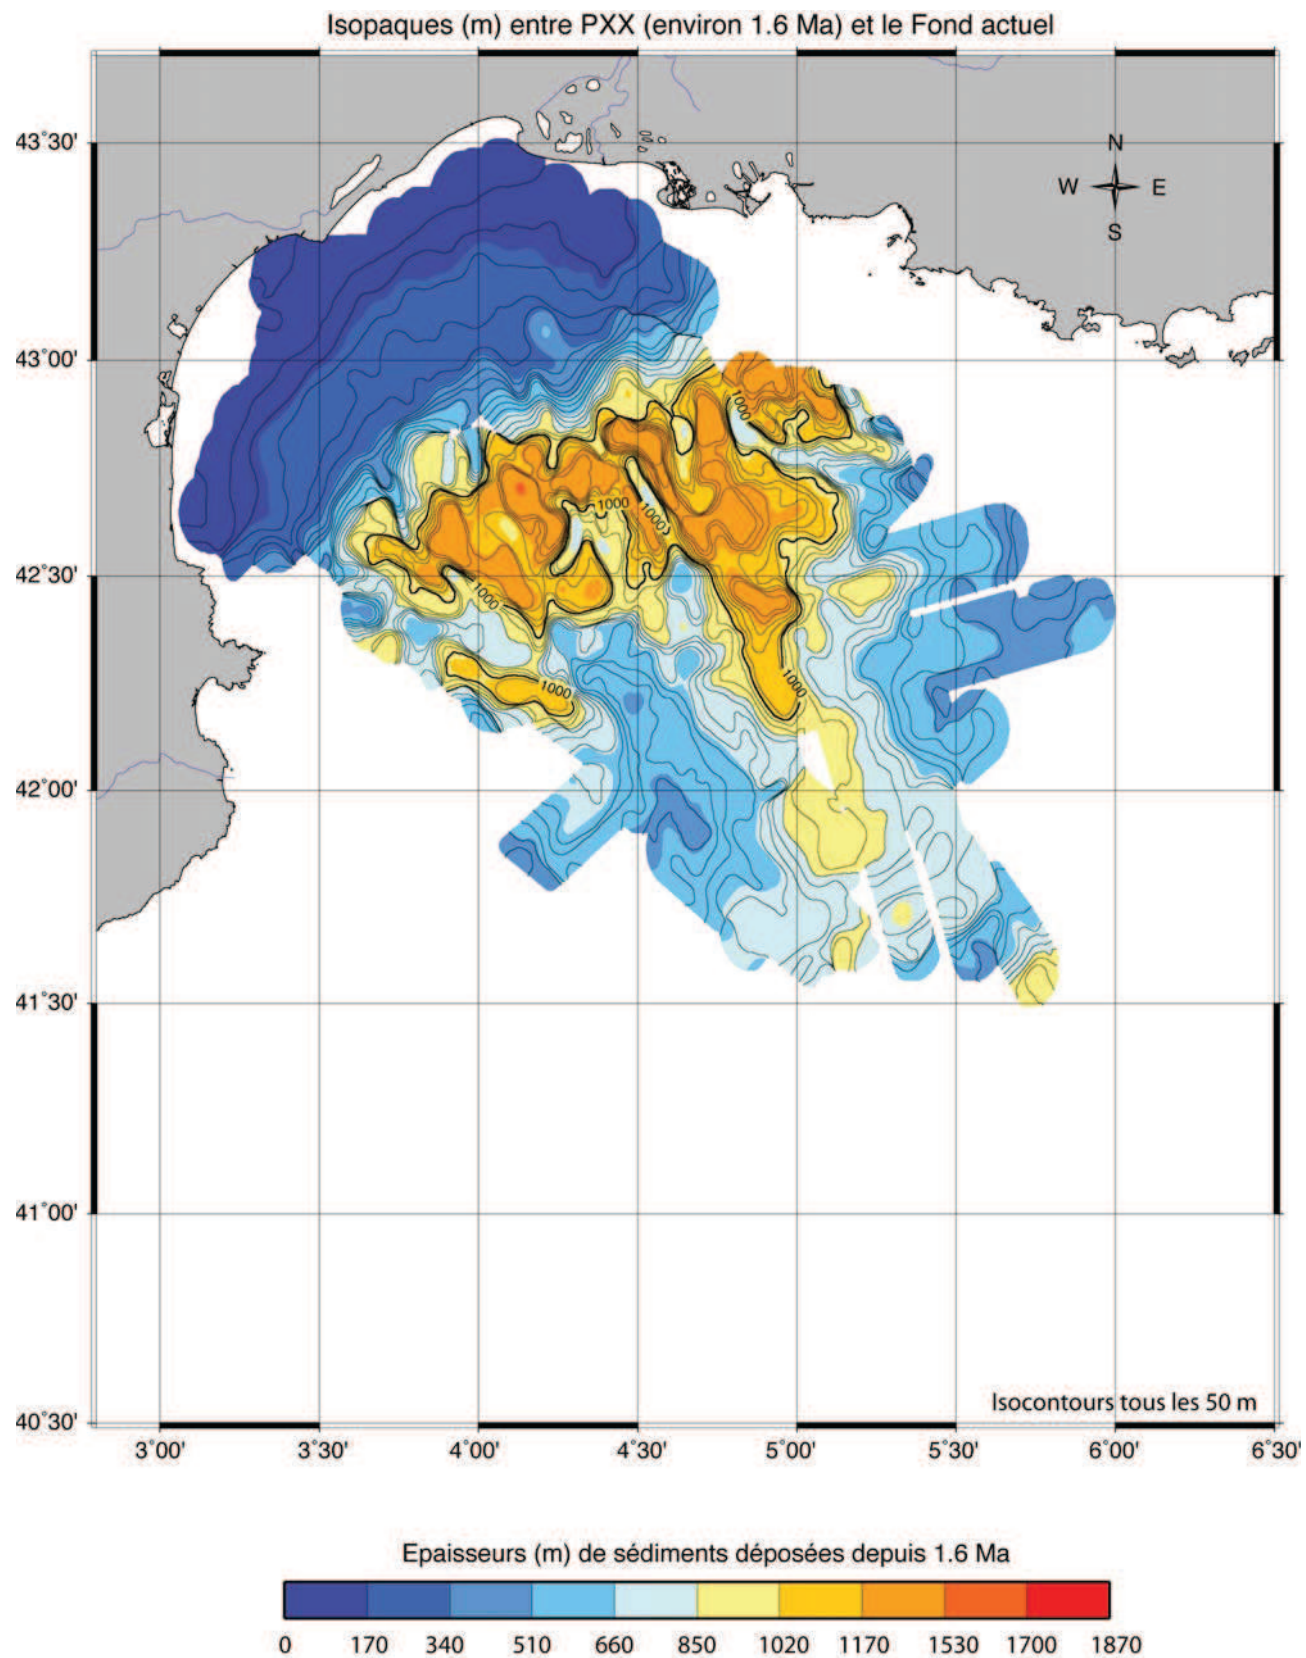 Isopaques (m) entre PXX (environ 1.6 Ma) et le Fond actuel
43˚30'
43˚00'
42˚30'
42˚00'
41˚30'
41˚00'
40˚30'
N
W E
S
1000
1000
1000
1000
1000
1000
Isocontours tous les 50 m
3˚00' 3˚30' 4˚00' 4˚30' 5˚00' 5˚30' 6˚00' 6˚30'
Epaisseurs (m) de sédiments déposées depuis 1.6 Ma
0 170 340 510 660 850 1020 1170 1530 1700 1870